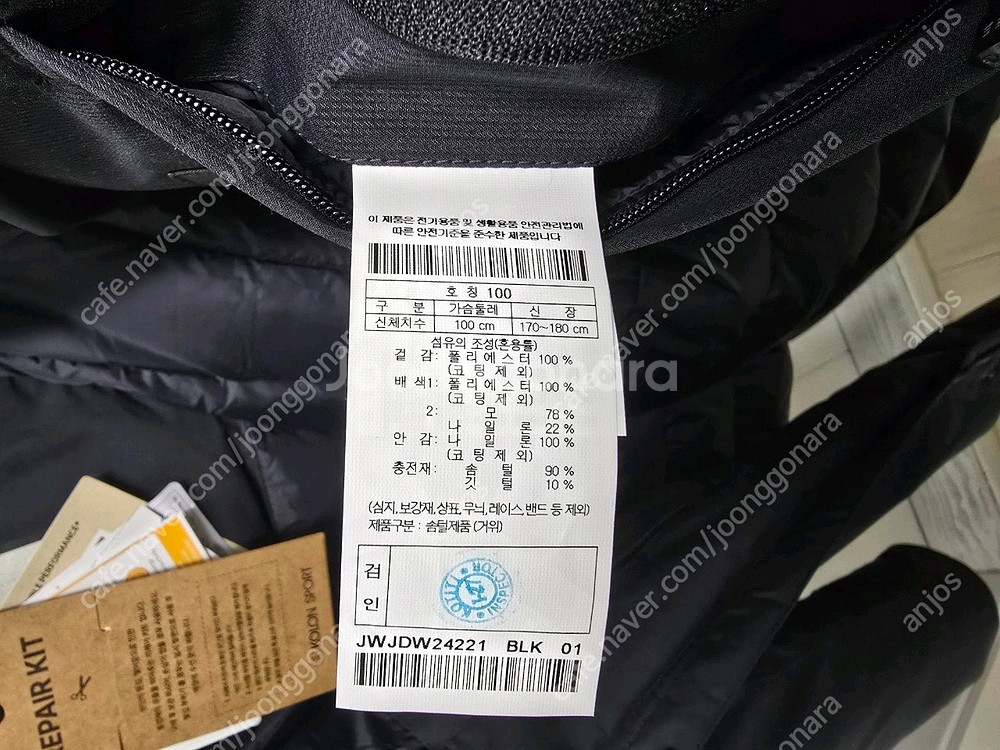 이 제품은 전기용품 및 생활용품 안전관리법에
따른 안전기준을 준수한 제품입니다
호 칭 100
구 분 가슴둘레 신 장
신체치수 100 cm 170~180 cm
섬유의 조성(혼용률)
겉 감: 폴 리 에 스 터 100 %
(코 팅 제 외)
배 색1: 폴 리 에 스 터 100 %
(코 팅 제 외)
2: 모 78 %
나 일 론 22 %
안 감: 나 일 론 100 %
(코 팅 제 외)
충전재: 솜 털 90 %
깃 털 10 %
(심지,보강재,상표,무늬,레이스,밴드 등 제외)
제품구분 : 솜털제품 (거위)
검
인
INSPECTOR
JWJDW24221 BLK 01
PERFORMANCE
REPAIR KIT
KOLON SPORT
Joonggonara
cafe.naver.com/joonggonara
anjos